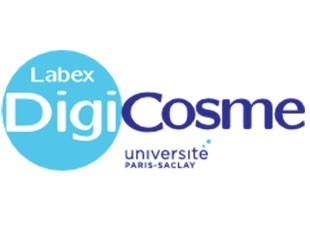 Labex
DigiCosme
université
PARIS-SACLAY